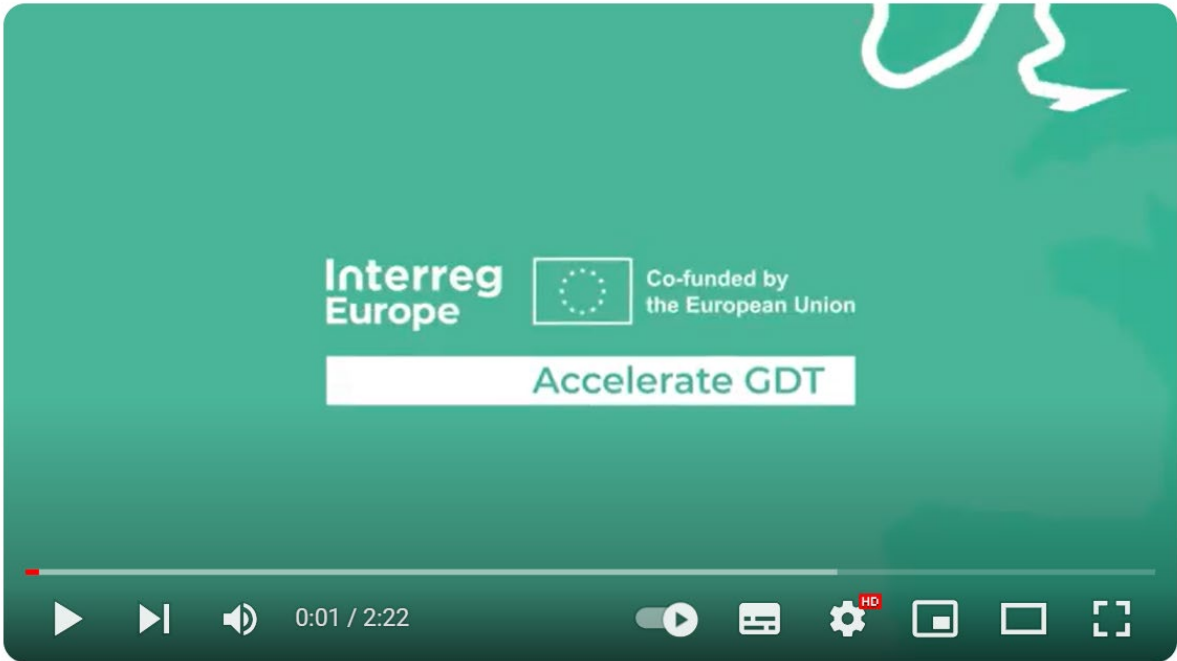 Interreg
Europe
Co-funded by
the European Union
Accelerate GDT
0:01 / 2:22
HD